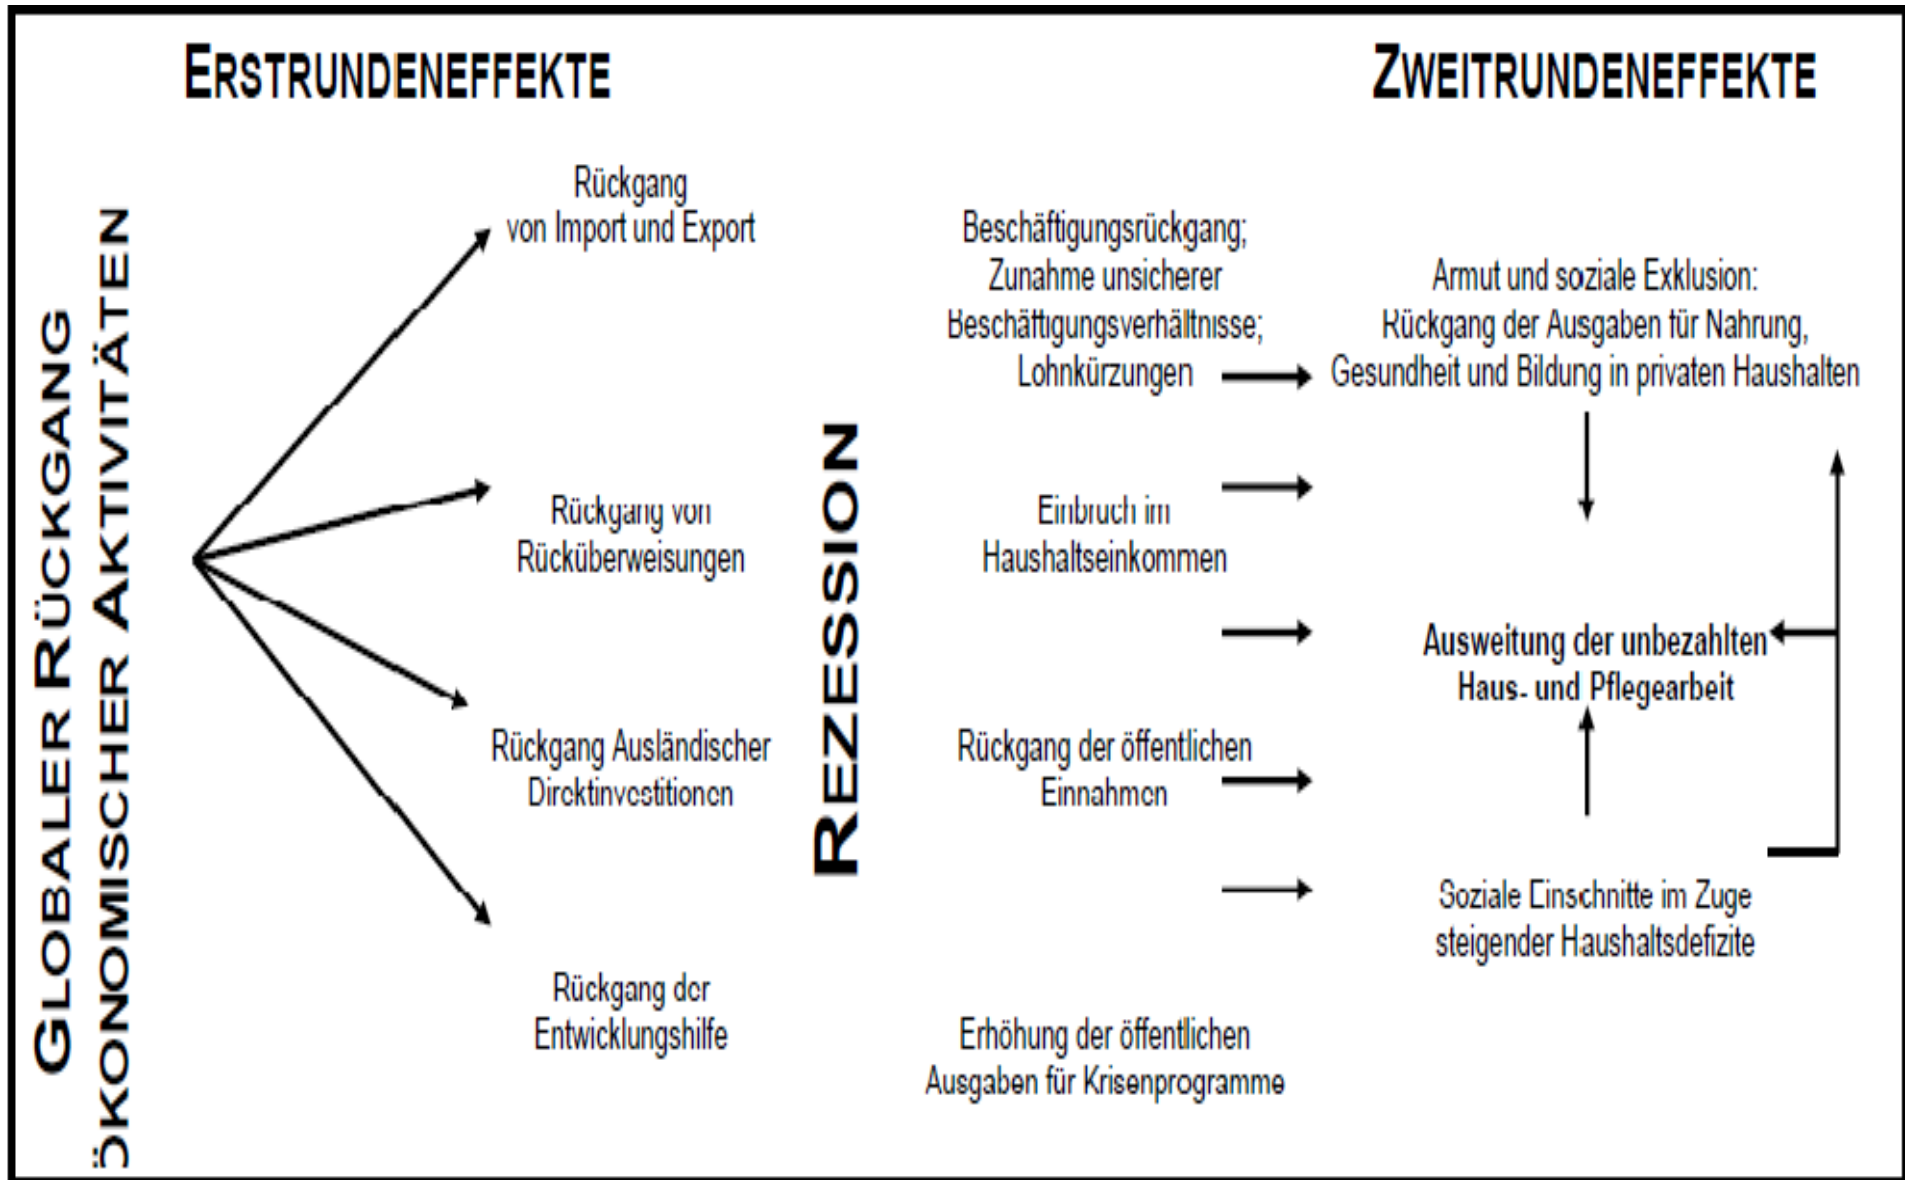 ERSTRUNDENEFFEKTE
ZWEITRUNDENEFFEKTE
GLOBALER RÜCKGANG
ÖKONOMISCHER AKTIVITÄTEN
Rückgang
von Import und Export
Rückgang von
Rücküberweisungen
Rückgang Ausländischer
Direktinvestitionen
Rückgang der
Entwicklungshilfe
REZESSION
Beschäftigungsrückgang;
Zunahme unsicherer
Beschäftigungsverhältnisse;
Lohnkürzungen
Einbruch im
Haushaltseinkommen
Rückgang der öffentlichen
Einnahmen
Erhöhung der öffentlichen
Ausgaben für Krisenprogramme
Armut und soziale Exklusion:
Rückgang der Ausgaben für Nahrung,
Gesundheit und Bildung in privaten Haushalten
Ausweitung der unbezahlten
Haus- und Pflegearbeit
Soziale Einschnitte im Zuge
steigender Haushaltsdefizite